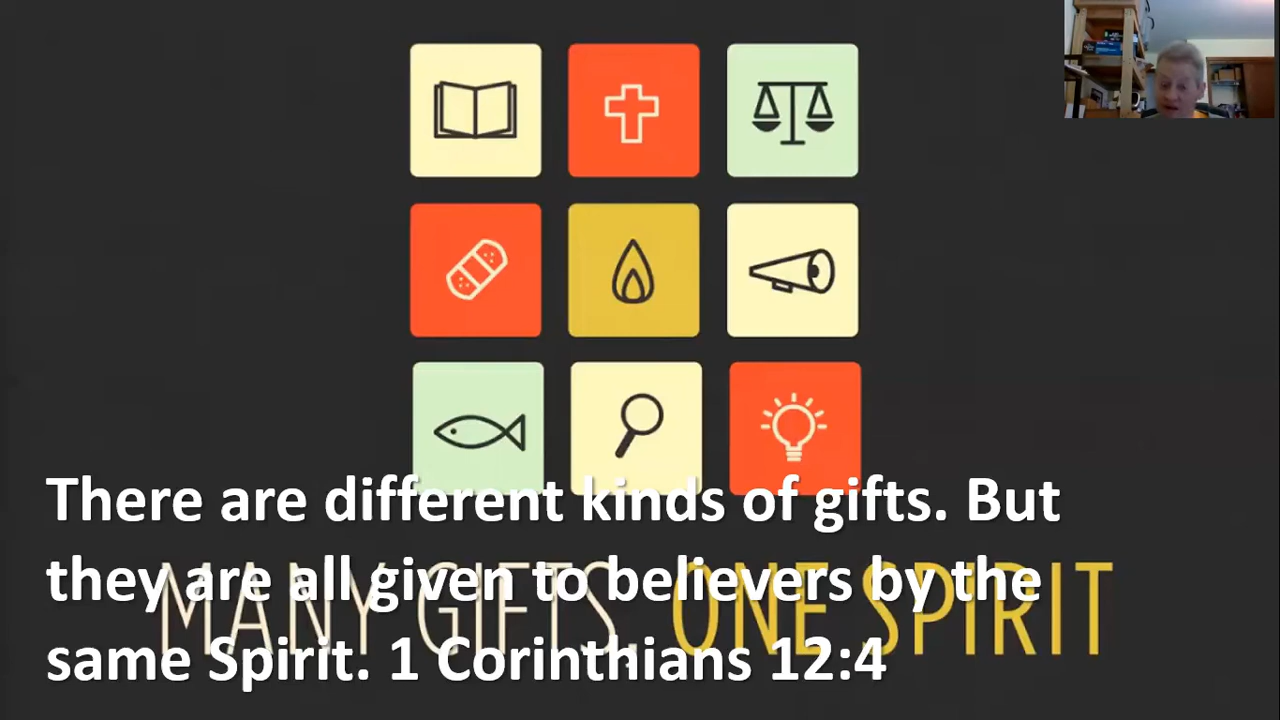 There are different kinds of gifts. But
they are all given to believers by the
MANY GIFTS. ONE SPIRIT
same Spirit. 1 Corinthians 12:4